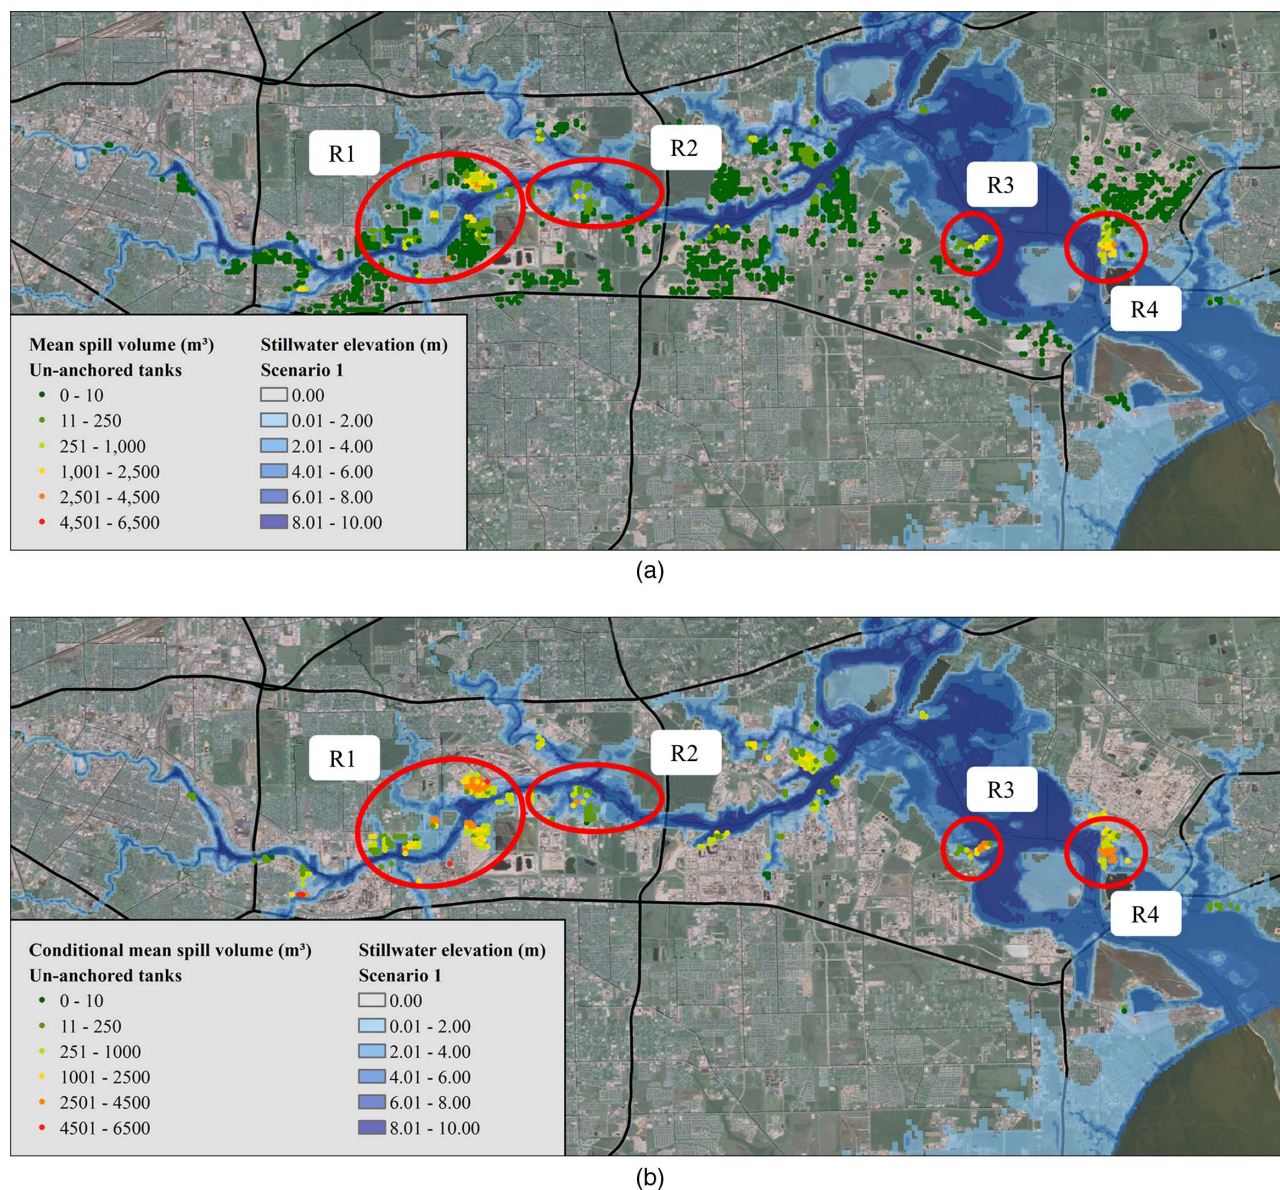 R1
R2
R3
R4
Mean spill volume (m³)
Un-anchored tanks
0 - 10
11 - 250
251 - 1,000
1,001 - 2,500
2,501 - 4,500
4,501 - 6,500
Stillwater elevation (m)
Scenario 1
0.00
0.01 - 2.00
2.01 - 4.00
4.01 - 6.00
6.01 - 8.00
8.01 - 10.00
(a)
R1
R2
R3
R4
Conditional mean spill volume (m³)
Un-anchored tanks
0 - 10
11 - 250
251 - 1000
1001 - 2500
2501 - 4500
4501 - 6500
Stillwater elevation (m)
Scenario 1
0.00
0.01 - 2.00
2.01 - 4.00
4.01 - 6.00
6.01 - 8.00
8.01 - 10.00
(b)